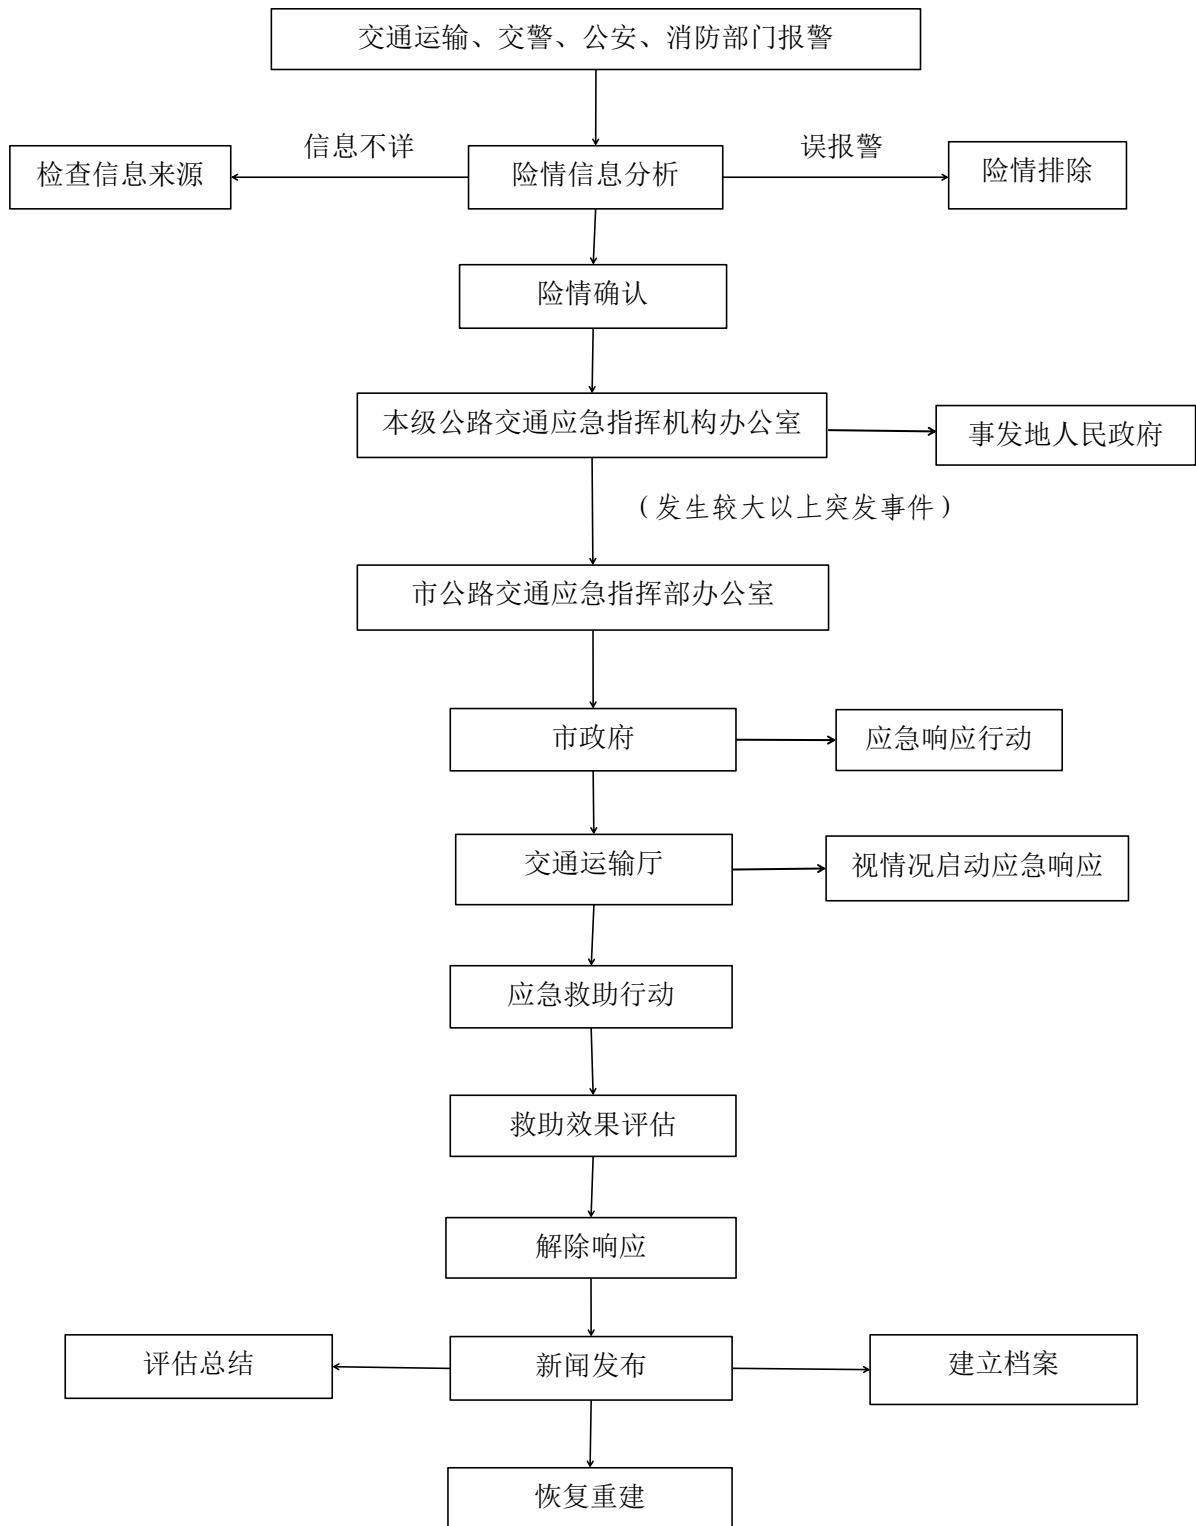 交通运输、交警、公安、消防部门报警
信息不详
误报警
检查信息来源
险情信息分析
险情排除
险情确认
本级公路交通应急指挥机构办公室
事发地人民政府
（发生较大以上突发事件）
市公路交通应急指挥部办公室
市政府
应急响应行动
交通运输厅
视情况启动应急响应
应急救助行动
救助效果评估
解除响应
评估总结
新闻发布
建立档案
恢复重建